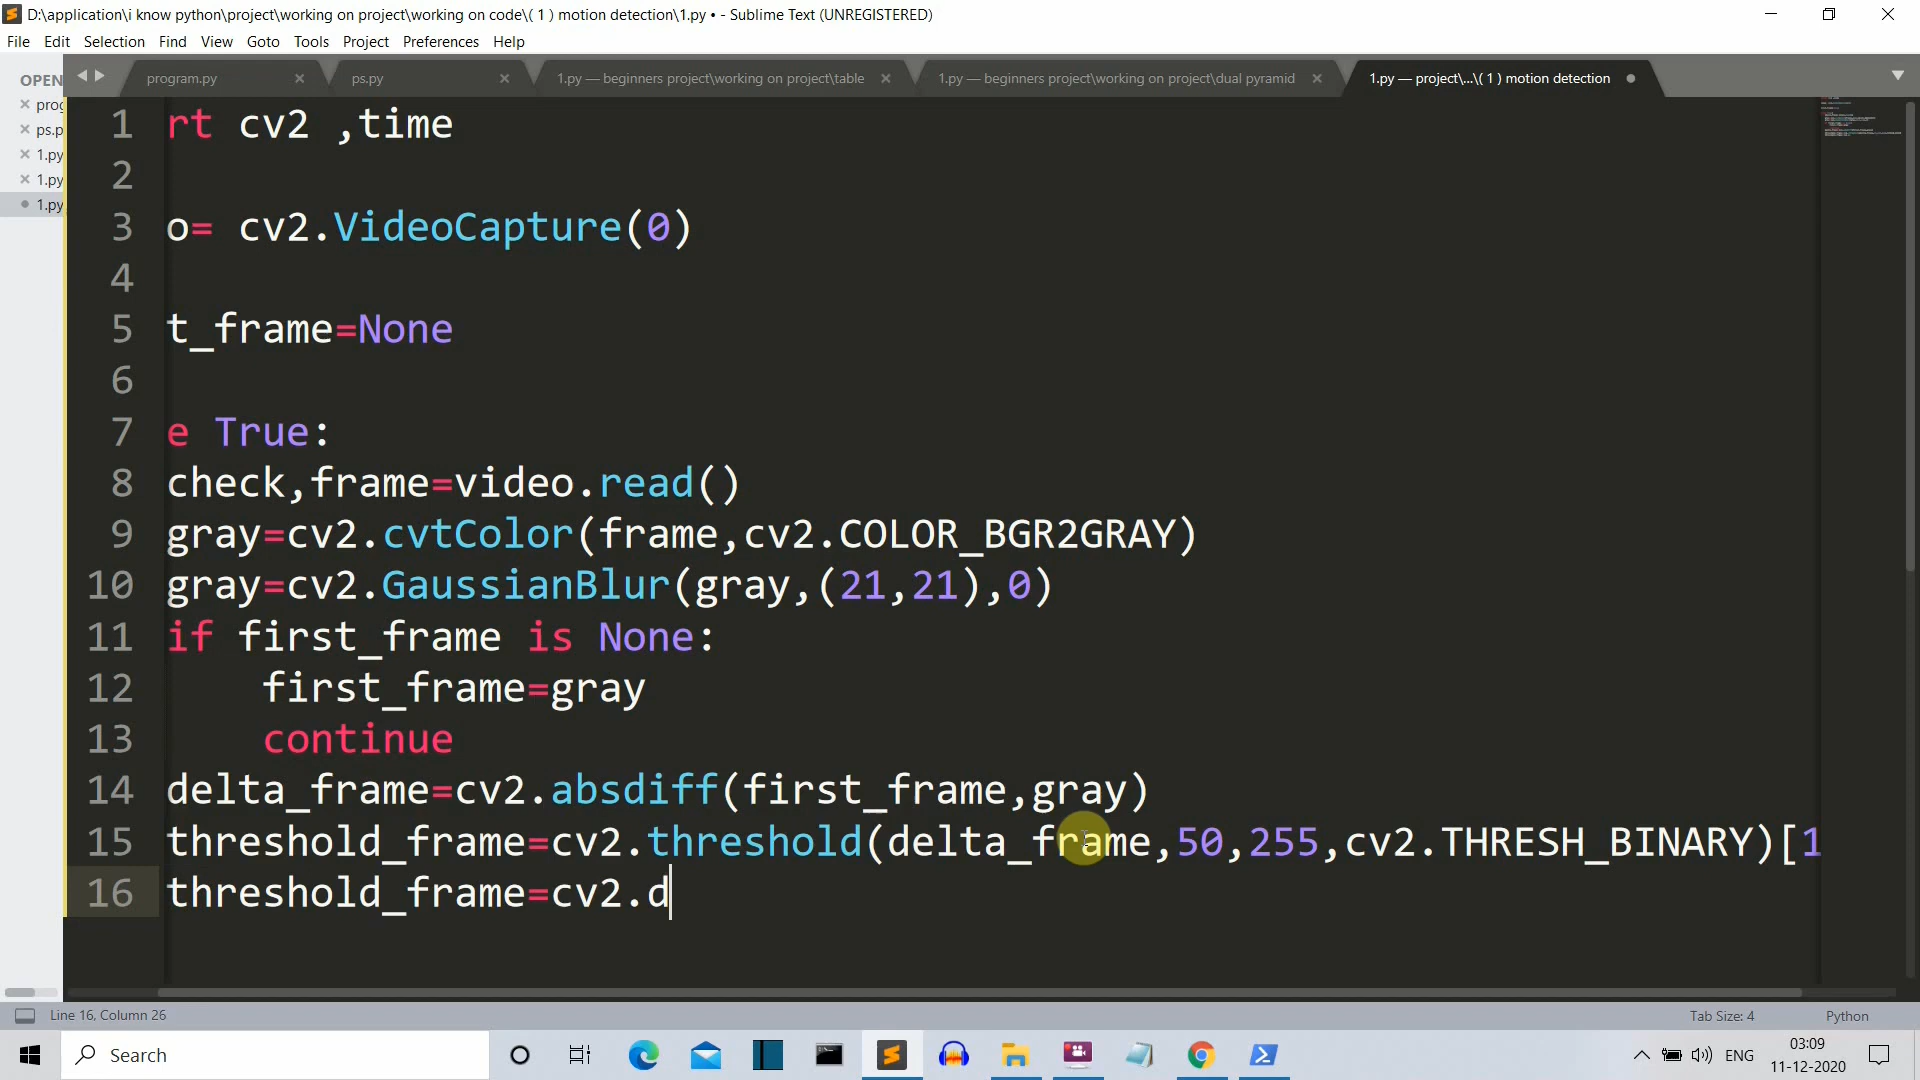 D:\application\i know python\project\working on project\working on code\( 1 ) motion detection\1.py • - Sublime Text (UNREGISTERED)
File Edit Selection Find View Goto Tools Project Preferences Help
OPEN
program.py ps.py 1.py — beginners project\working on project\table 1.py — beginners project\working on project\dual pyramid 1.py — project\...\( 1 ) motion detection
prog
ps.p
1.py
1.py
1.py
1 rt cv2 ,time
2
3 o= cv2.VideoCapture(0)
4
5 t_frame=None
6
7 e True:
8 check,frame=video.read()
9 gray=cv2.cvtColor(frame,cv2.COLOR_BGR2GRAY)
10 gray=cv2.GaussianBlur(gray,(21,21),0)
11 if first_frame is None:
12 first_frame=gray
13 continue
14 delta_frame=cv2.absdiff(first_frame,gray)
15 threshold_frame=cv2.threshold(delta_frame,50,255,cv2.THRESH_BINARY)[1
16 threshold_frame=cv2.d
Line 16, Column 26 Tab Size: 4 Python
Search ENG 03:09
11-12-2020